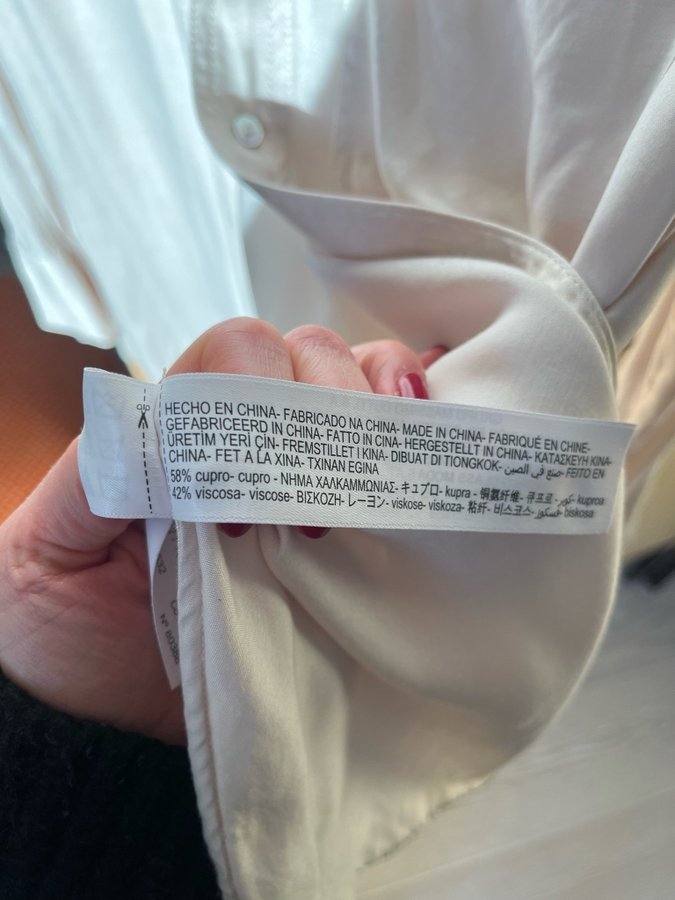 HECHO EN CHINA- FABRICADO NA CHINA- MADE IN CHINA- FABRIQUÉ EN CHINE-
GEFABRICEERD IN CHINA- FATTO IN CINA- HERGESTELLT IN CHINA- ΚΑΤΑΣΚΕΥΗ ΚΙΝΑ-
ÜRETİM YERİ ÇİN- FREMSTILLET I KINA- DIBUAT DI TIONGKOK- صنع في الصين- FEITO EN
CHINA- FET A LA XINA- TXINAN EGINA
58% cupro- cupro - ΝΗΜΑ ΧΑΛΚΑΜΜΩΝΙΑΣ- キュプロ- kupra - 铜氨纤维- 큐프로- كوبر- kuproa
42% viscosa- viscose- ΒΙΣΚΟΖΗ- レーヨン- viskose- viskoza- 粘纤- 비스코스- فسكوز- biskosa